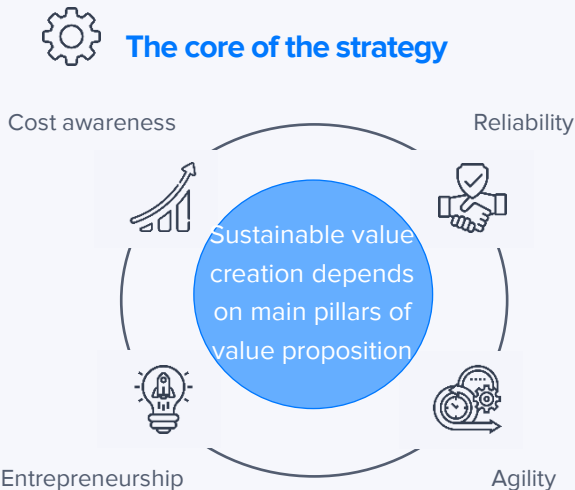 The core of the strategy
Cost awareness
Reliability
Sustainable value
creation depends
on main pillars of
value proposition
Entrepreneurship
Agility